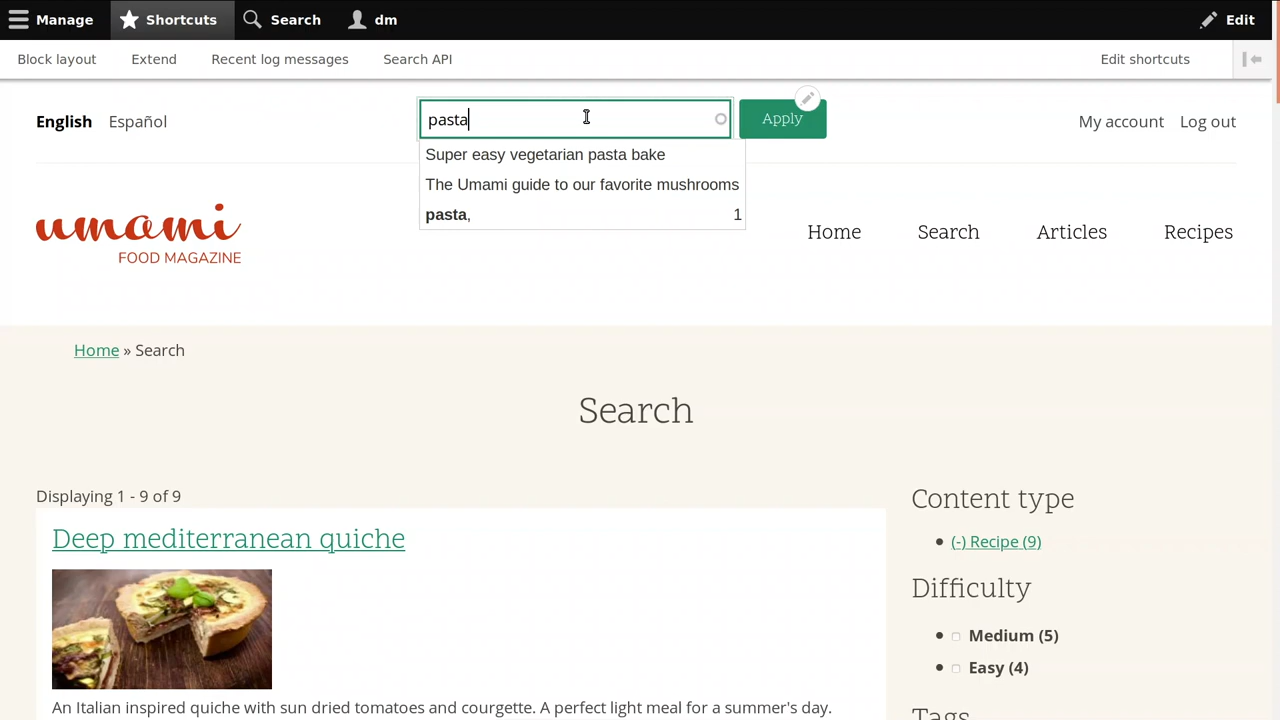 Manage Shortcuts Search dm Edit
Block layout Extend Recent log messages Search API Edit shortcuts
English Español pasta Apply My account Log out
Super easy vegetarian pasta bake
The Umami guide to our favorite mushrooms
pasta, 1
umami
FOOD MAGAZINE
Home Search Articles Recipes
Home » Search
Search
Displaying 1 - 9 of 9
Deep mediterranean quiche
An Italian inspired quiche with sun dried tomatoes and courgette. A perfect light meal for a summer's day.
Content type
(-) Recipe (9)
Difficulty
Medium (5)
Easy (4)
Tags